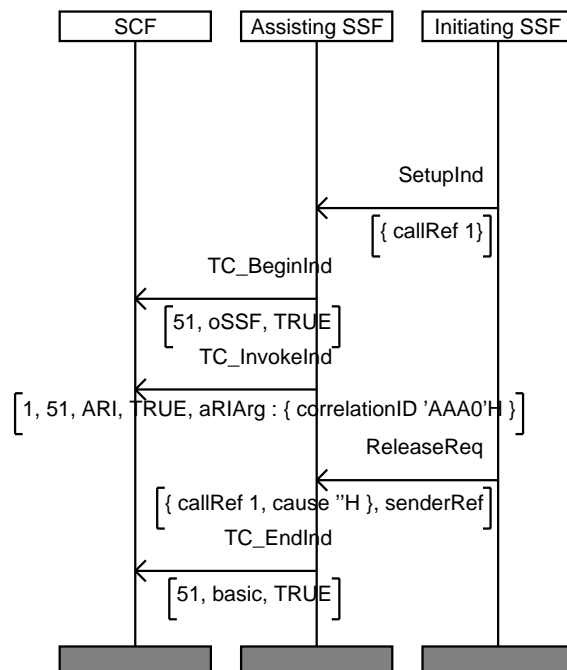 SCF
Assisting SSF
Initiating SSF
SetupInd
{ callRef 1}
TC_BeginInd
51, oSSF, TRUE
TC_InvokeInd
1, 51, ARI, TRUE, aRIArg : { correlationID 'AAA0'H }
ReleaseReq
{ callRef 1, cause ''H }, senderRef
TC_EndInd
51, basic, TRUE